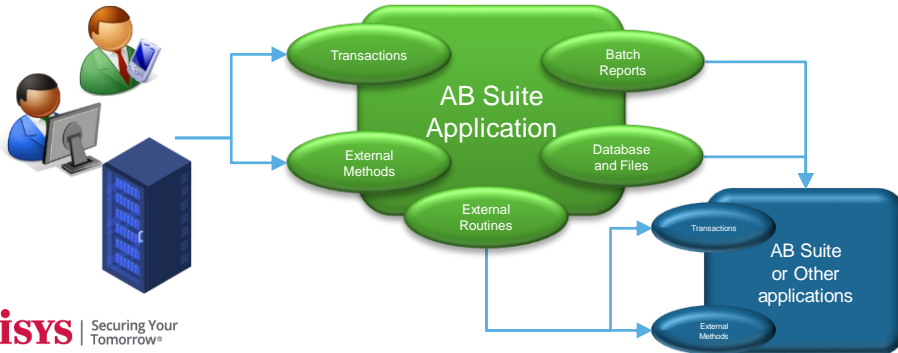 Transactions
Batch
Reports
AB Suite
Application
External
Methods
Database
and Files
External
Routines
Transactions
AB Suite
or Other
applications
External
Methods
isys
Securing Your
Tomorrow®